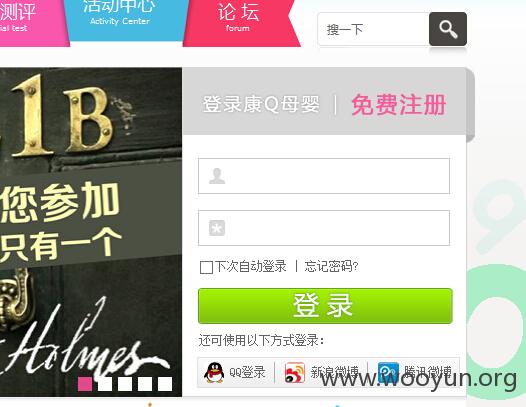 测评
活动中心
论坛
ial test
Activity Center
forum
搜一下
1B
登录康Q母婴 | 免费注册
您参加
只有一个
下次自动登录 | 忘记密码?
登录
还可使用以下方式登录:
Holmes
QQ登录 | 新浪微博 | 腾讯微博
www.wooyun.org